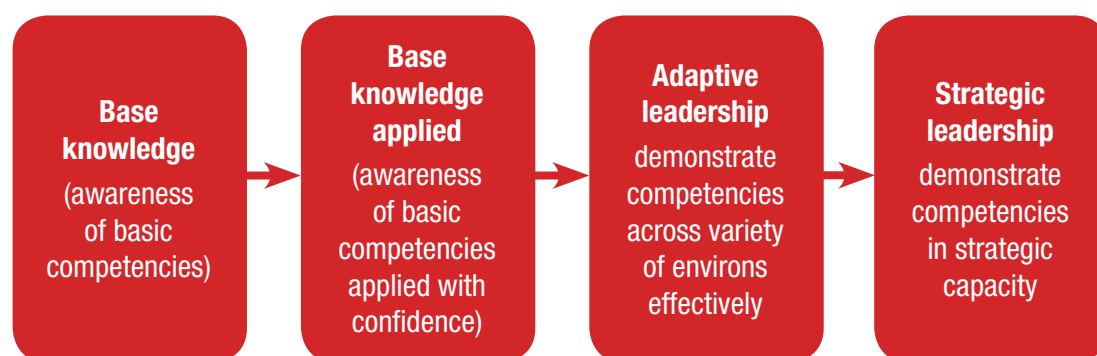 Base
knowledge
(awareness
of basic
competencies)
Base
knowledge
applied
(awareness
of basic
competencies
applied with
confidence)
Adaptive
leadership
demonstrate
competencies
across variety
of environs
effectively
Strategic
leadership
demonstrate
competencies
in strategic
capacity